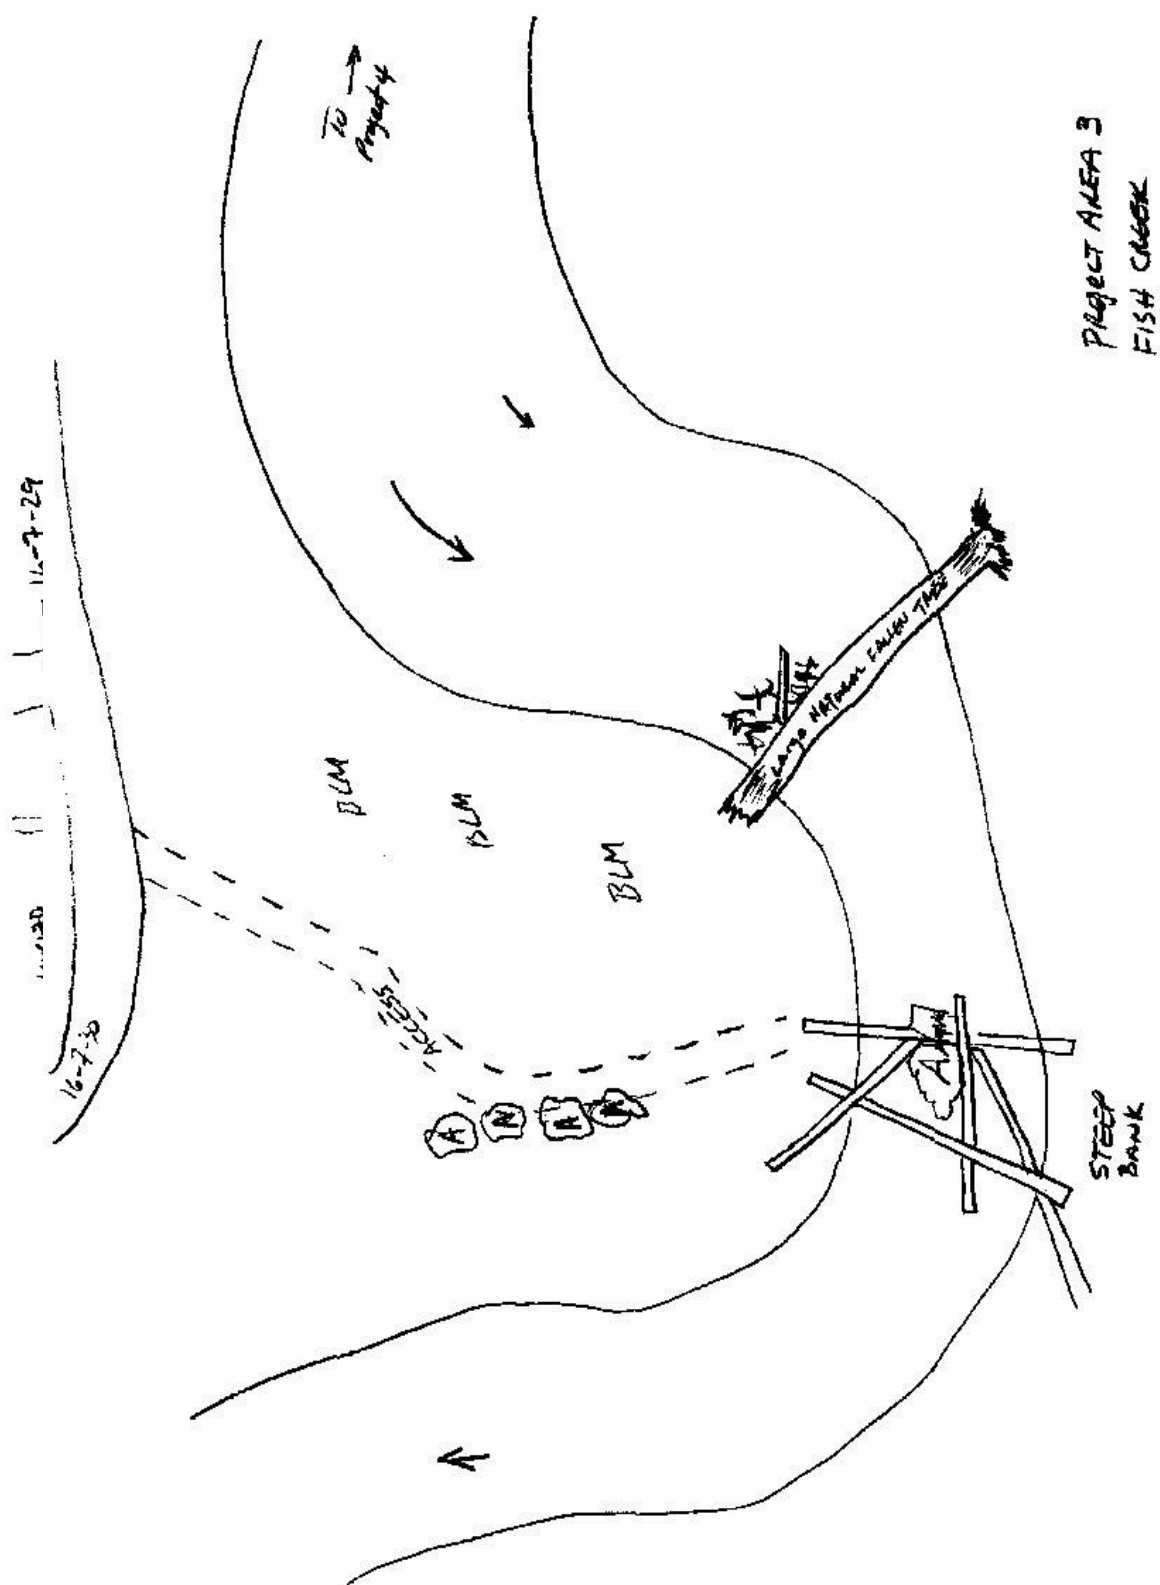 16-7-29
16-7-30
To →
Project 4
BLM
BLM
BLM
ACCESS
A
N
A
A
A
Large NATURAL FALLEN TREE
STEEP
BANK
PROJECT AREA 3
FISH CREEK